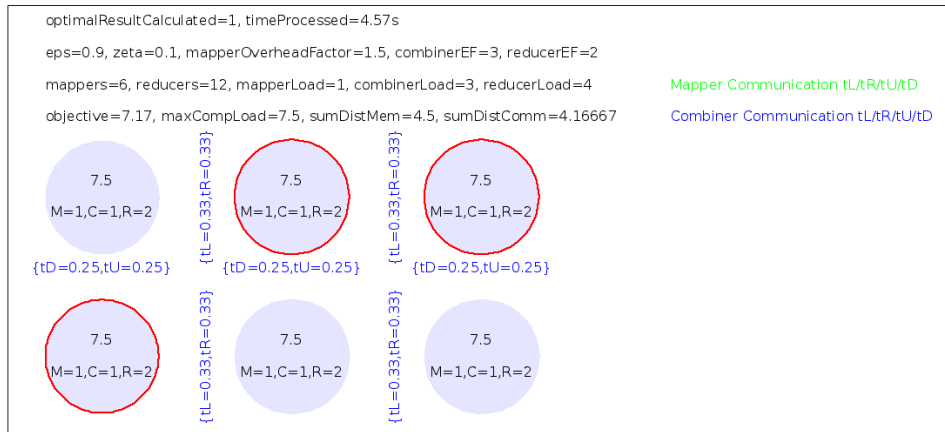 optimalResultCalculated=1, timeProcessed=4.57s
eps=0.9, zeta=0.1, mapperOverheadFactor=1.5, combinerEF=3, reducerEF=2
mappers=6, reducers=12, mapperLoad=1, combinerLoad=3, reducerLoad=4
Mapper Communication tL/tR/tU/tD
objective=7.17, maxCompLoad=7.5, sumDistMem=4.5, sumDistComm=4.16667
Combiner Communication tL/tR/tU/tD
7.5
M=1,C=1,R=2
{tL=0.33,tR=0.33}
7.5
M=1,C=1,R=2
{tL=0.33,tR=0.33}
7.5
M=1,C=1,R=2
{tD=0.25,tU=0.25}
{tD=0.25,tU=0.25}
{tD=0.25,tU=0.25}
7.5
M=1,C=1,R=2
{tL=0.33,tR=0.33}
7.5
M=1,C=1,R=2
{tL=0.33,tR=0.33}
7.5
M=1,C=1,R=2